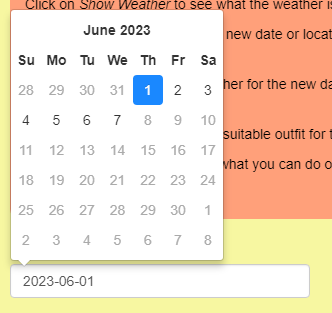 Click on Show Weather to see what the weather is
June 2023
new date or locat
Su Mo Tu We Th Fr Sa
28 29 30 31 1 2 3
her for the new da
4 5 6 7 8 9 10
suitable outfit for t
11 12 13 14 15 16 17
what you can do o
18 19 20 21 22 23 24
25 26 27 28 29 30 1
2 3 4 5 6 7 8
2023-06-01